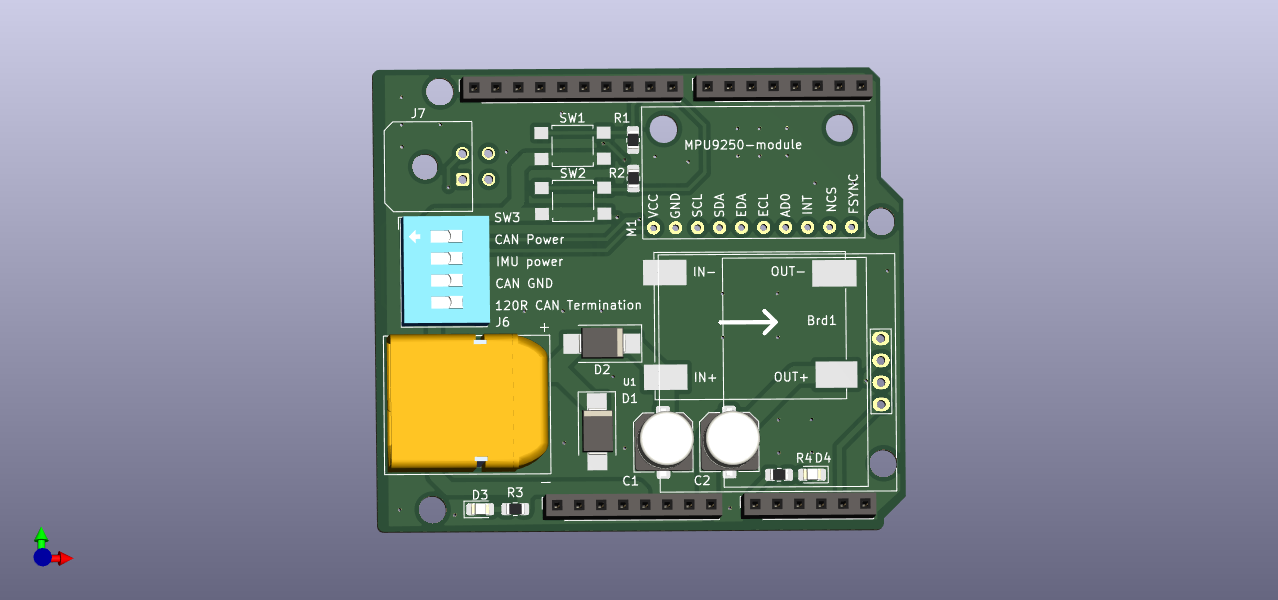 J7
SW1
R1
MPU9250-module
SW2
R2
VCC
GND
SCL
SDA
EDA
ECL
AD0
INT
NCS
FSYNC
M1
SW3
CAN Power
IMU power
CAN GND
120R CAN Termination
J6
+
IN-
OUT-
Brd1
D2
U1
IN+
OUT+
D1
C1
C2
R4
D4
-
D3
R3